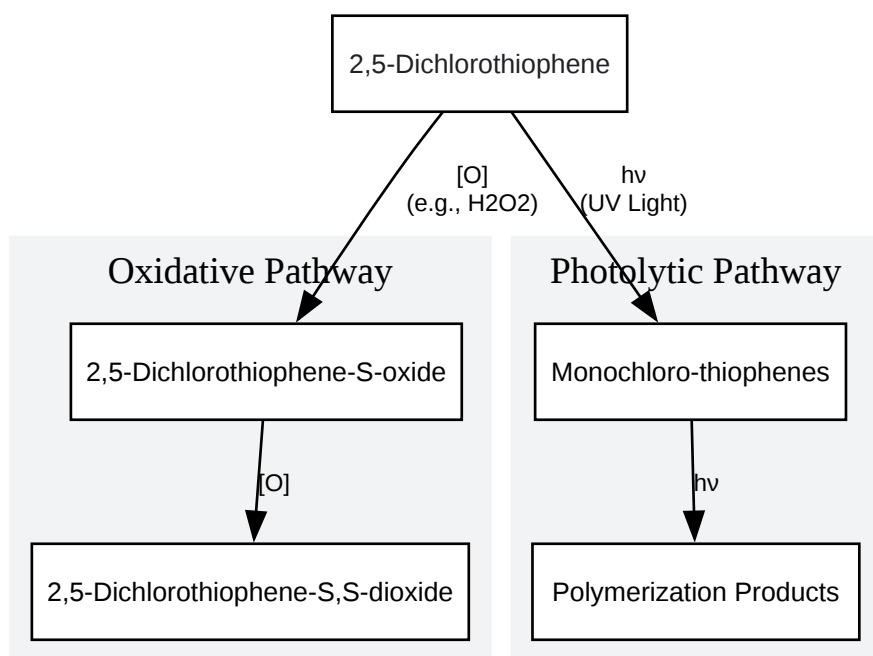 2,5-Dichlorothiophene
[O]
(e.g., H2O2)
hν
(UV Light)
Oxidative Pathway
Photolytic Pathway
2,5-Dichlorothiophene-S-oxide
Monochloro-thiophenes
[O]
hν
2,5-Dichlorothiophene-S,S-dioxide
Polymerization Products